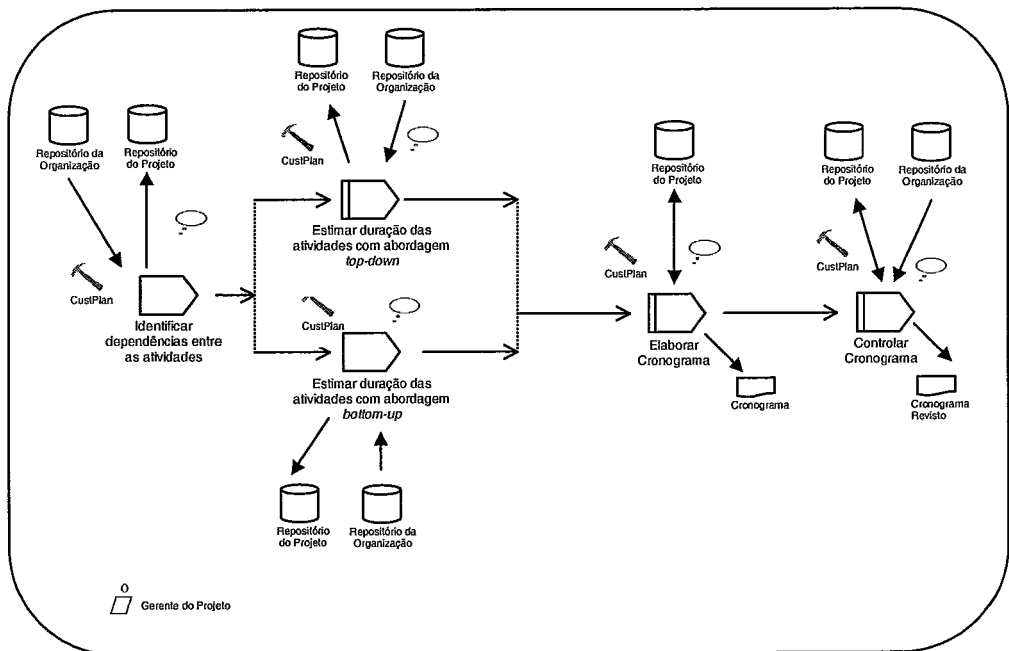 Repositório
do Projeto
Repositório da
Organização
Repositório da
Organização
Repositório
do Projeto
CustPlan
Repositório
do Projeto
Repositório
do Projeto
Repositório da
Organização
Estimar duração das
atividades com abordagem
top-down
CustPlan
CustPlan
CustPlan
CustPlan
Identificar
dependências entre
as atividades
Elaborar
Cronograma
Controlar
Cronograma
Estimar duração das
atividades com abordagem
bottom-up
Cronograma
Cronograma
Revisto
Repositório
do Projeto
Repositório da
Organização
Gerente do Projeto